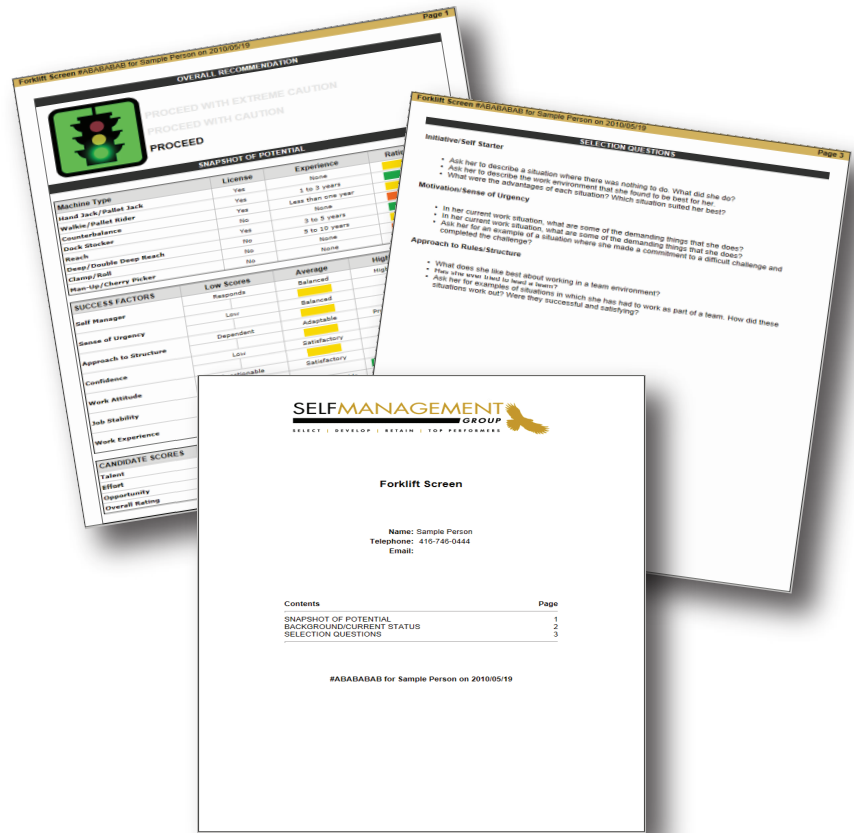 Forklift Screen #ABABABAB for Sample Person on 2010/05/19 Page 1
OVERALL RECOMMENDATION
PROCEED WITH EXTREME CAUTION
PROCEED WITH CAUTION
PROCEED
SNAPSHOT OF POTENTIAL
Machine Type License Experience
Hand Jack/Pallet Jack Yes None
Walkie/Pallet Rider Yes 1 to 3 years
Counterbalance Yes Less than one year
Dock Stocker No None
Reach Yes 3 to 5 years
Deep/Double Deep Reach No 5 to 10 years
Clamp/Roll No None
Man-Up/Cherry Picker No None
SUCCESS FACTORS Low Scores Average High
Self Manager Responds Balanced
Sense of Urgency Low Balanced
Approach to Structure Dependent Adaptable
Confidence Low Satisfactory
Work Attitude Satisfactory
Job Stability
Work Experience
CANDIDATE SCORES
Talent
Effort
Opportunity
Overall Rating
Forklift Screen #ABABABAB for Sample Person on 2010/05/19 Page 3
SELECTION QUESTIONS
Initiative/Self Starter
• Ask her to describe a situation where there was nothing to do. What did she do?
• Ask her to describe the work environment that she found to be best for her.
• What were the advantages of each situation? Which situation suited her best?
Motivation/Sense of Urgency
• In her current work situation, what are some of the demanding things that she does?
• In her current work situation, what are some of the demanding things that she does?
• Ask her for an example of a situation where she made a commitment to a difficult challenge and
completed the challenge?
Approach to Rules/Structure
• What does she like best about working in a team environment?
• Has she ever tried to lead a team?
• Ask her for examples of situations in which she has had to work as part of a team. How did these
situations work out? Were they successful and satisfying?
SELFMANAGEMENT
GROUP
SELECT | DEVELOP | RETAIN | TOP PERFORMERS
Forklift Screen
Name: Sample Person
Telephone: 416-746-0444
Email:
Contents Page
SNAPSHOT OF POTENTIAL 1
BACKGROUND/CURRENT STATUS 2
SELECTION QUESTIONS 3
#ABABABAB for Sample Person on 2010/05/19